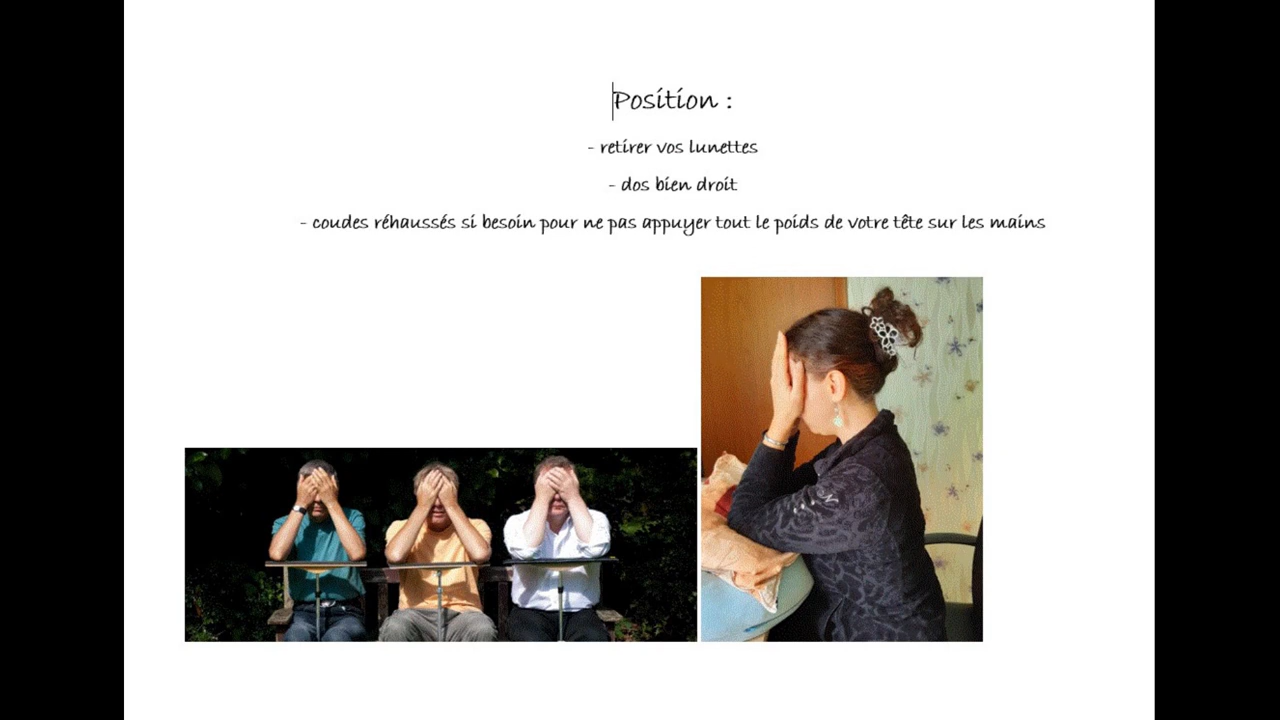 Position :
- retirer vos lunettes
- dos bien droit
- coudes réhaussés si besoin pour ne pas appuyer tout le poids de votre tête sur les mains